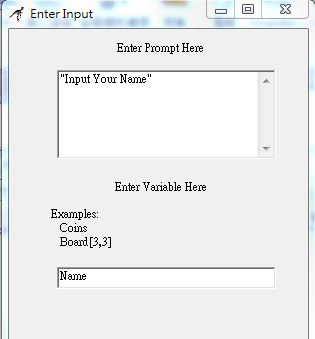 Enter Input
Enter Prompt Here
"Input Your Name"
Enter Variable Here
Examples:
Coins
Board[3,3]
Name